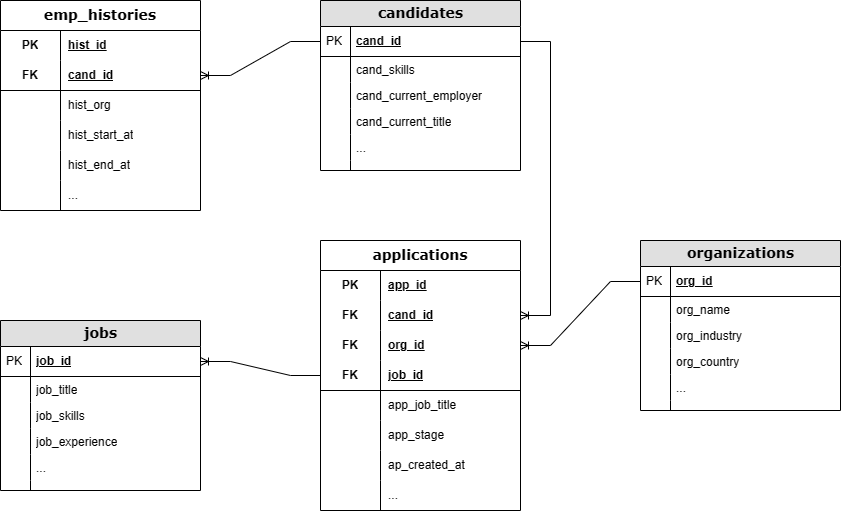 emp_histories
PK hist_id
FK cand_id
hist_org
hist_start_at
hist_end_at
...
candidates
PK cand_id
cand_skills
cand_current_employer
cand_current_title
...
applications
PK app_id
FK cand_id
FK org_id
FK job_id
app_job_title
app_stage
ap_created_at
...
organizations
PK org_id
org_name
org_industry
org_country
...
jobs
PK job_id
job_title
job_skills
job_experience
...